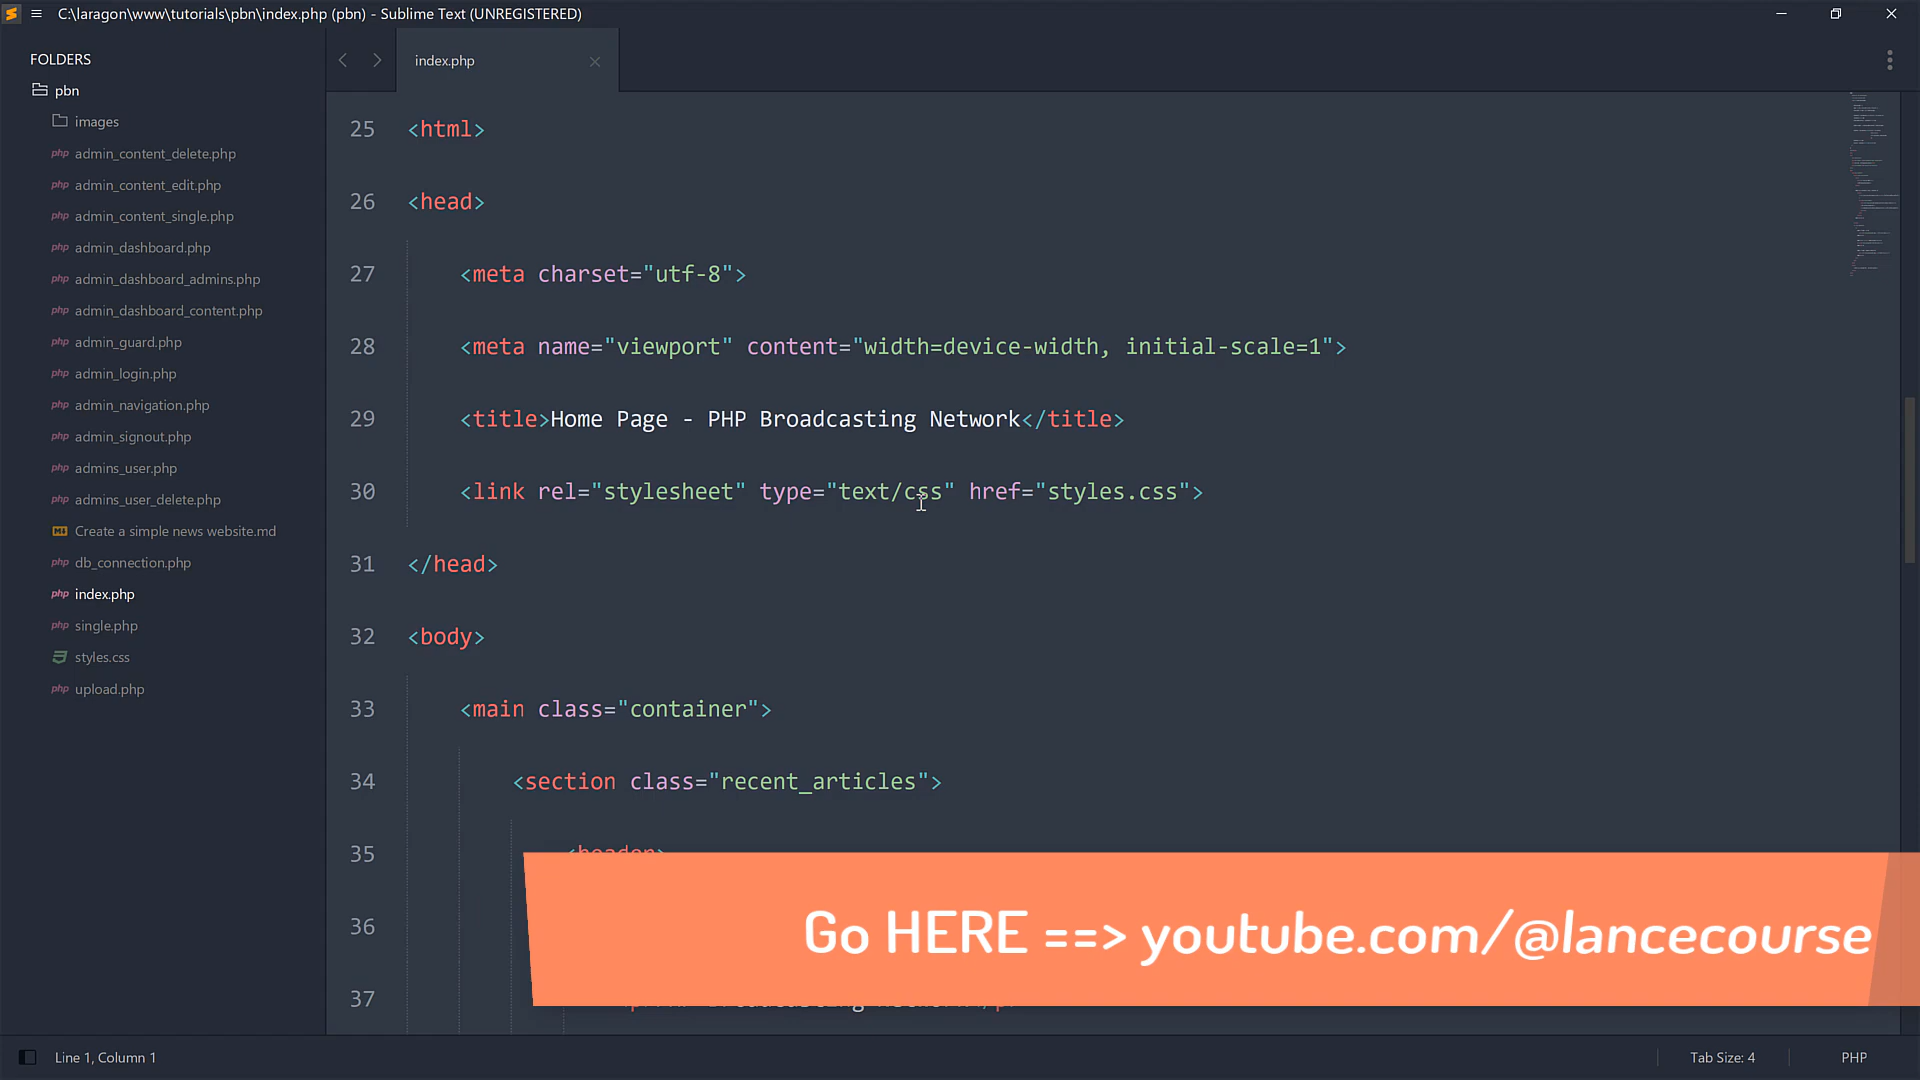 C:\laragon\www\tutorials\pbn\index.php (pbn) - Sublime Text (UNREGISTERED)
FOLDERS
pbn
images
php admin_content_delete.php
php admin_content_edit.php
php admin_content_single.php
php admin_dashboard.php
php admin_dashboard_admins.php
php admin_dashboard_content.php
php admin_guard.php
php admin_login.php
php admin_navigation.php
php admin_signout.php
php admins_user.php
php admins_user_delete.php
Create a simple news website.md
php db_connection.php
php index.php
php single.php
styles.css
php upload.php
index.php
25 <html>
26 <head>
27 <meta charset="utf-8">
28 <meta name="viewport" content="width=device-width, initial-scale=1">
29 <title>Home Page - PHP Broadcasting Network</title>
30 <link rel="stylesheet" type="text/css" href="styles.css">
31 </head>
32 <body>
33 <main class="container">
34 <section class="recent_articles">
35 <header>
36
37
Go HERE ==> youtube.com/@lancecourse
Line 1, Column 1
Tab Size: 4
PHP